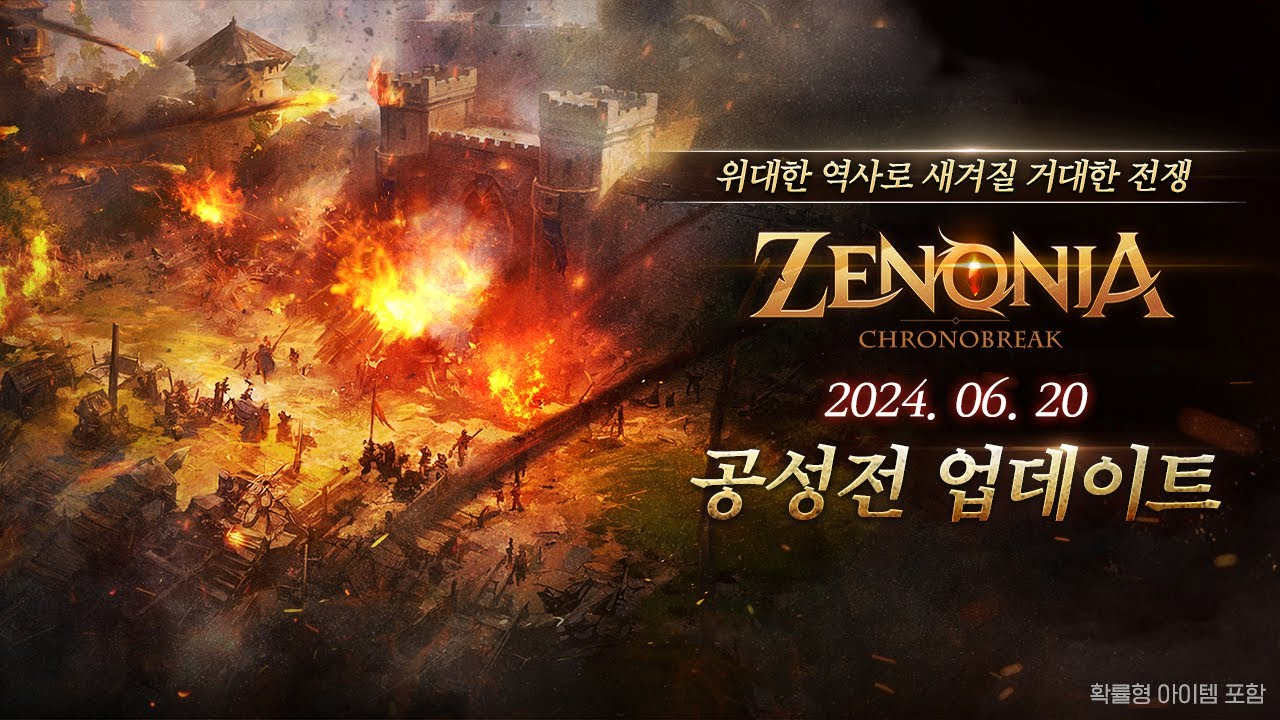 위대한 역사로 새겨질 거대한 전쟁
ZENONIA
CHRONOBREAK
2024. 06. 20
공성전 업데이트
확률형 아이템 포함